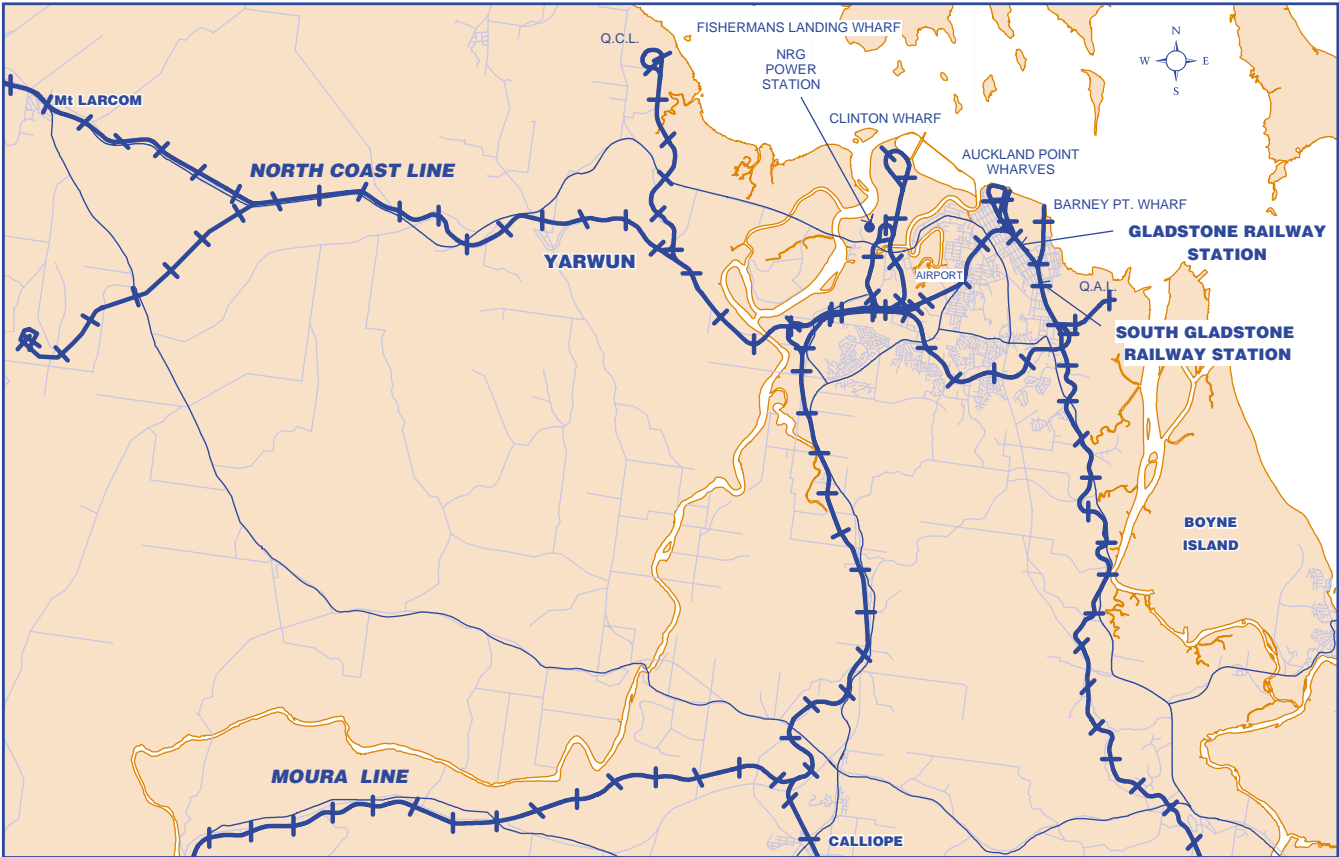 FISHERMANS LANDING WHARF
Q.C.L.
NRG
POWER
STATION
N
W
E
S
Mt LARCOM
CLINTON WHARF
NORTH COAST LINE
AUCKLAND POINT
WHARVES
BARNEY PT. WHARF
GLADSTONE RAILWAY
STATION
YARWUN
AIRPORT
Q.A.L.
SOUTH GLADSTONE
RAILWAY STATION
BOYNE
ISLAND
MOURA LINE
CALLIOPE